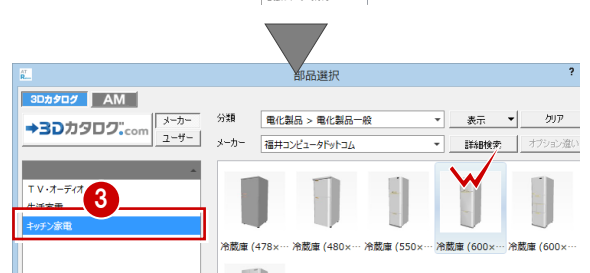 部品選択
?
3Dカタログ AM
3Dカタログ.com
メーカー
ユーザー
分類 電化製品 > 電化製品一般 表示 クリア
メーカー 福井コンピュータドットコム 詳細検索 オプション違い
TV・オーディオ
3
キッチン家電
冷蔵庫 (478×… 冷蔵庫 (480×… 冷蔵庫 (550×… 冷蔵庫 (600×… 冷蔵庫 (600×…